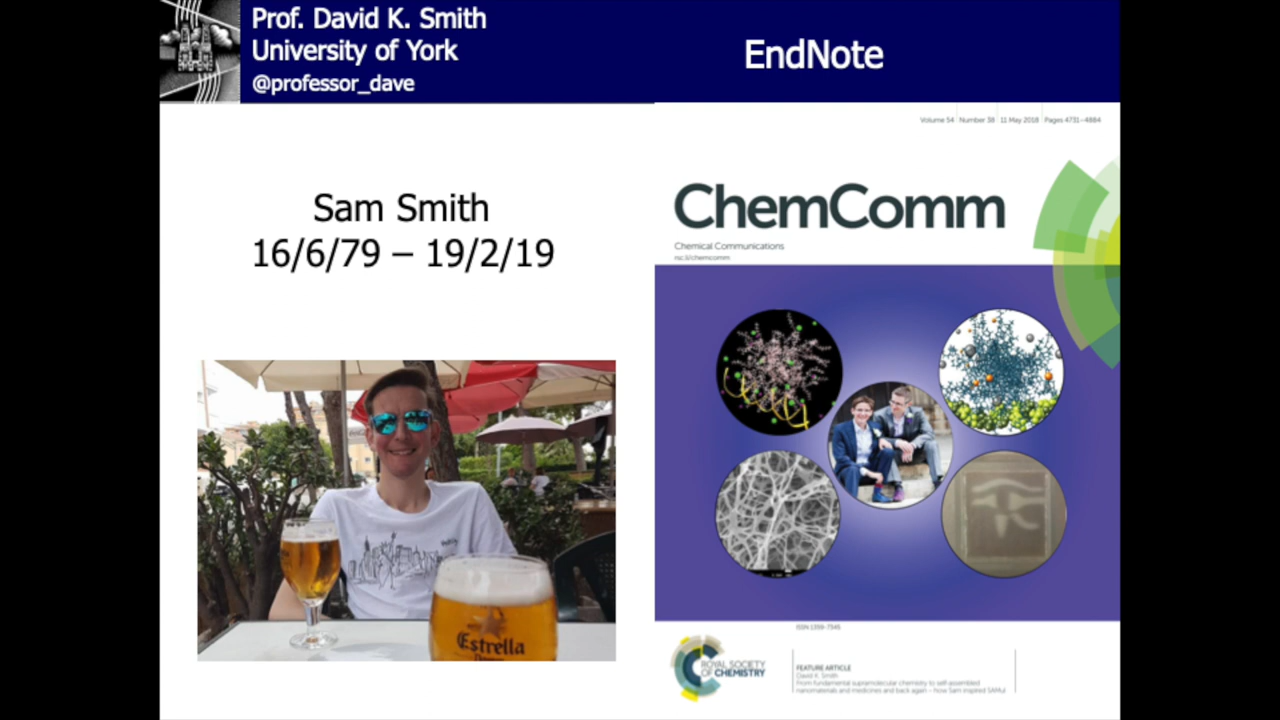 Prof. David K. Smith
University of York
@professor_dave
EndNote
Sam Smith
16/6/79 – 19/2/19
Estrella
Volume 54 Number 38 11 May 2018 Pages 4731–4884
ChemComm
Chemical Communications
rsc.li/chemcomm
ISSN 1359-7345
ROYAL SOCIETY
OF CHEMISTRY
FEATURE ARTICLE
David K. Smith
From fundamental supramolecular chemistry to self-assembled
nanomaterials and medicines and back again – how Sam inspired SAMul